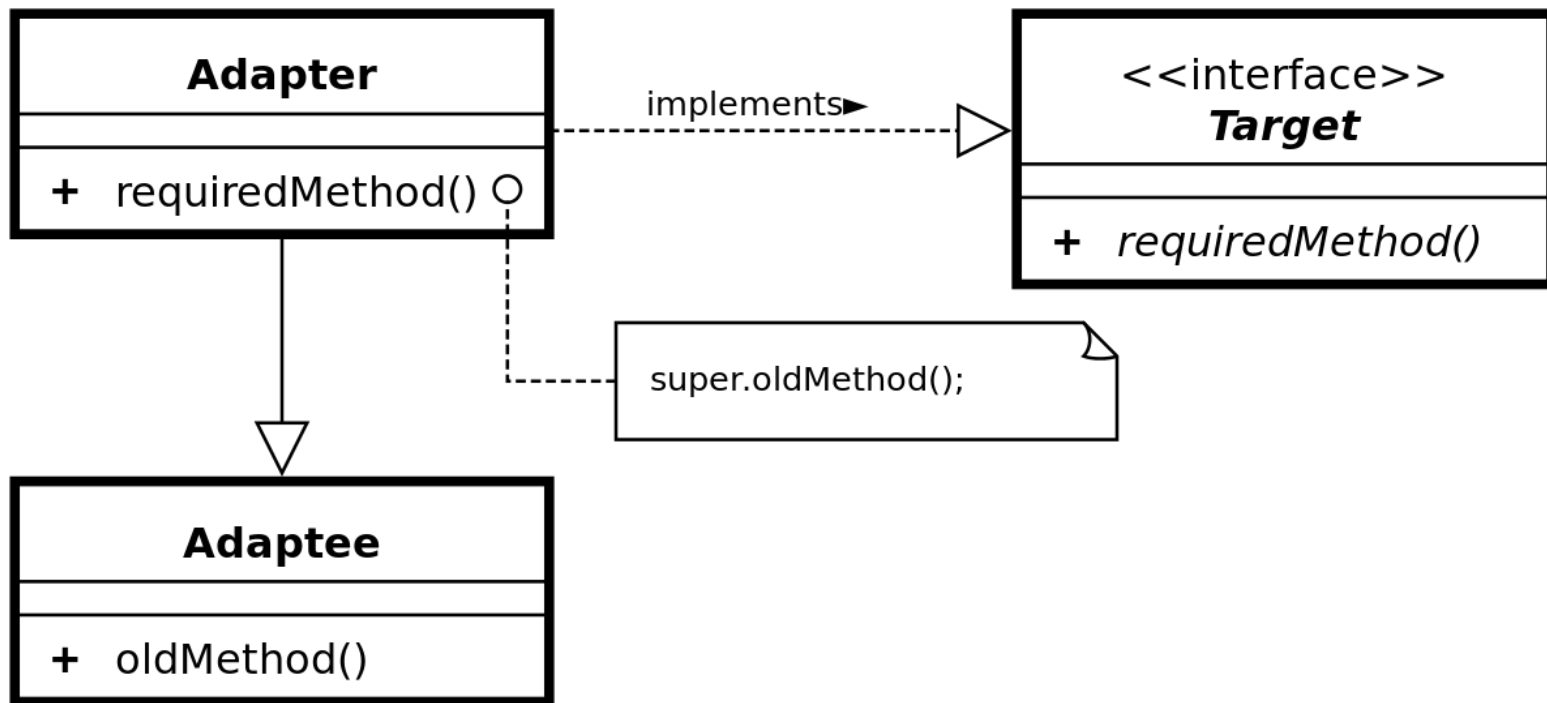 Adapter
+ requiredMethod()
implements►
<<interface>>
Target
+ requiredMethod()
super.oldMethod();
Adaptee
+ oldMethod()